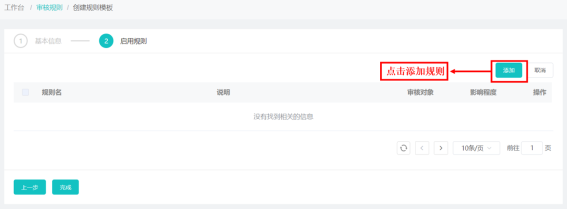 工作台 / 审核规则 / 创建规则模板
1 基本信息 2 启用规则
点击添加规则 添加 取消
规则名 说明 审核对象 影响程度 操作
没有找到相关的信息
10条/页 前往 1 页
上一步 完成